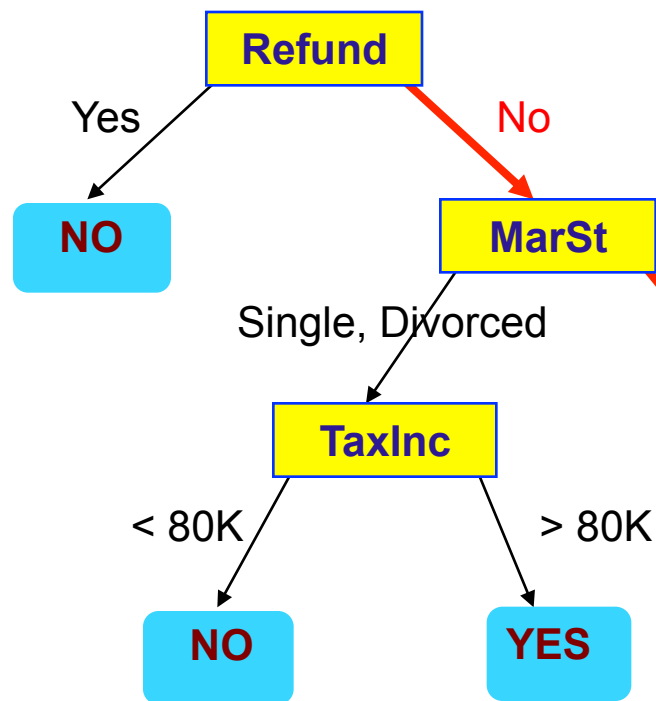 Refund
Yes
No
NO
MarSt
Single, Divorced
TaxInc
< 80K
> 80K
NO
YES